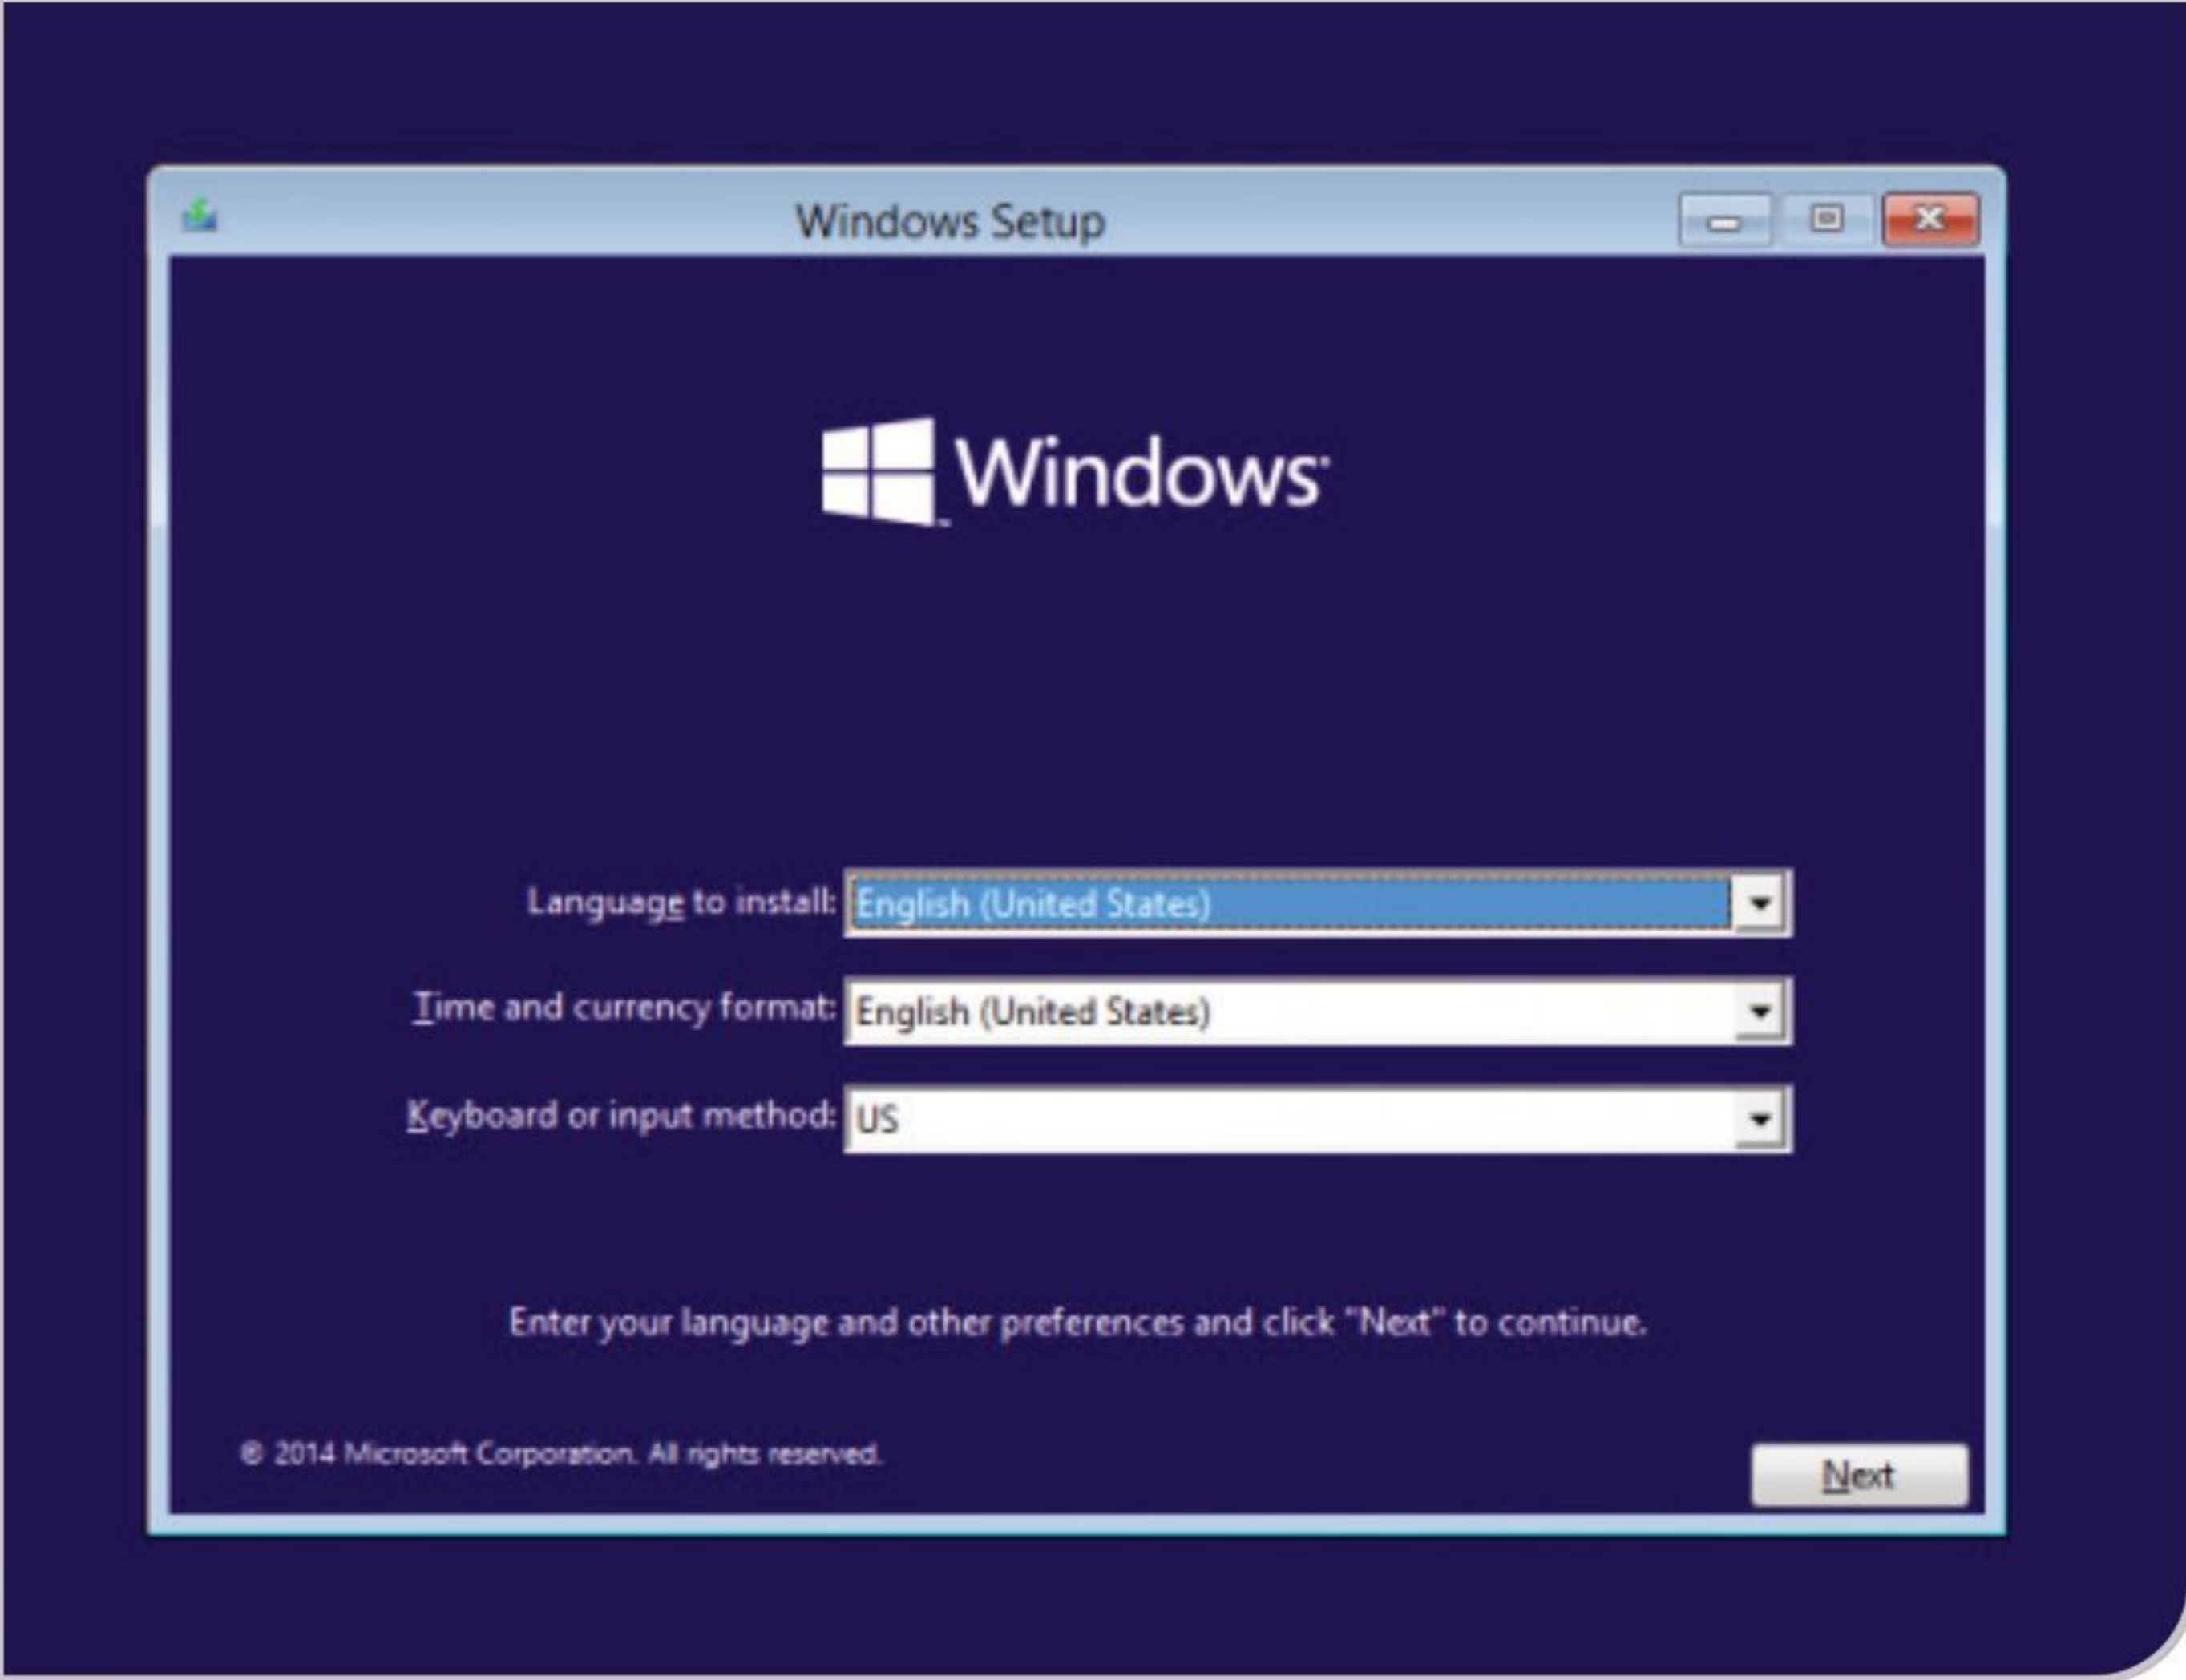 Windows Setup
Windows
Language to install: English (United States)
Time and currency format: English (United States)
Keyboard or input method: US
Enter your language and other preferences and click "Next" to continue.
© 2014 Microsoft Corporation. All rights reserved.
Next